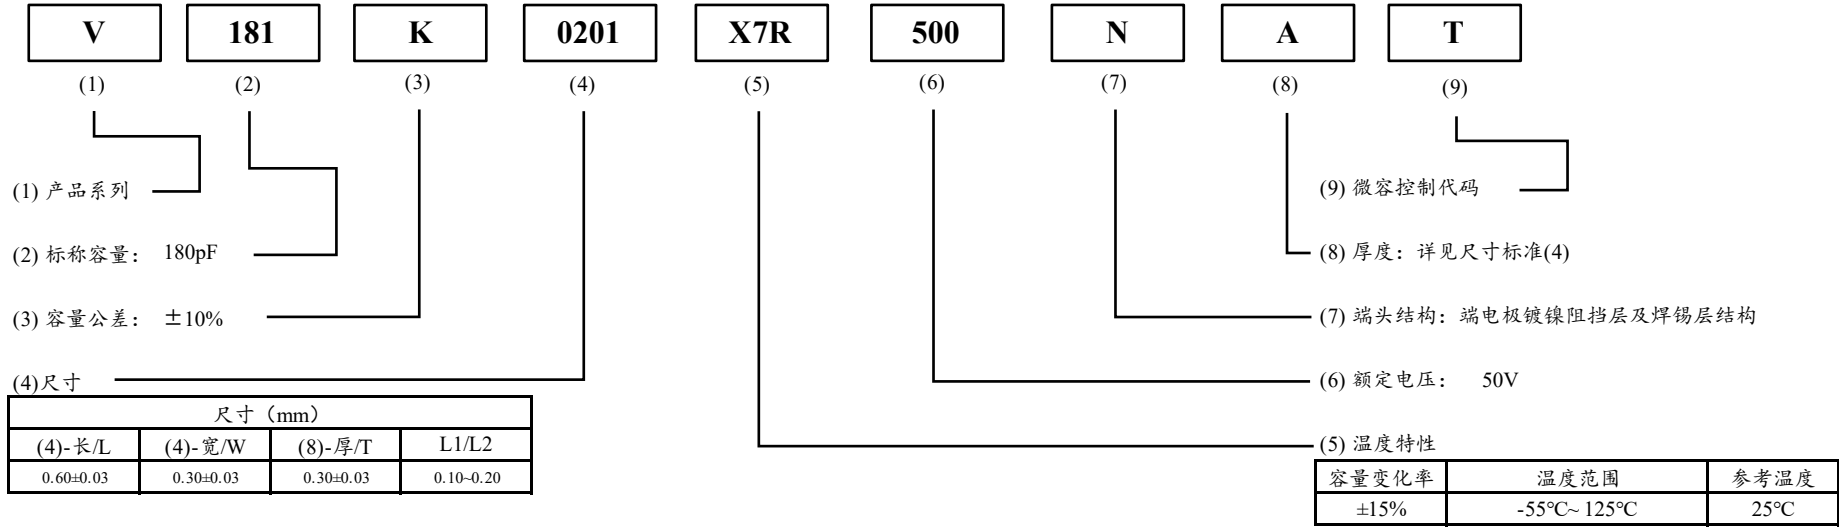 V 181 K 0201 X7R 500 N A T
(1) (2) (3) (4) (5) (6) (7) (8) (9)
(1) 产品系列
(9) 微容控制代码
(2) 标称容量： 180pF
(8) 厚度：详见尺寸标准(4)
(3) 容量公差： ±10%
(7) 端头结构：端电极镀镍阻挡层及焊锡层结构
(4)尺寸
(6) 额定电压： 50V
尺寸（mm）
(4)-长/L (4)-宽/W (8)-厚/T L1/L2
0.60±0.03 0.30±0.03 0.30±0.03 0.10~0.20
(5) 温度特性
容量变化率 温度范围 参考温度
±15% -55℃~ 125℃ 25℃